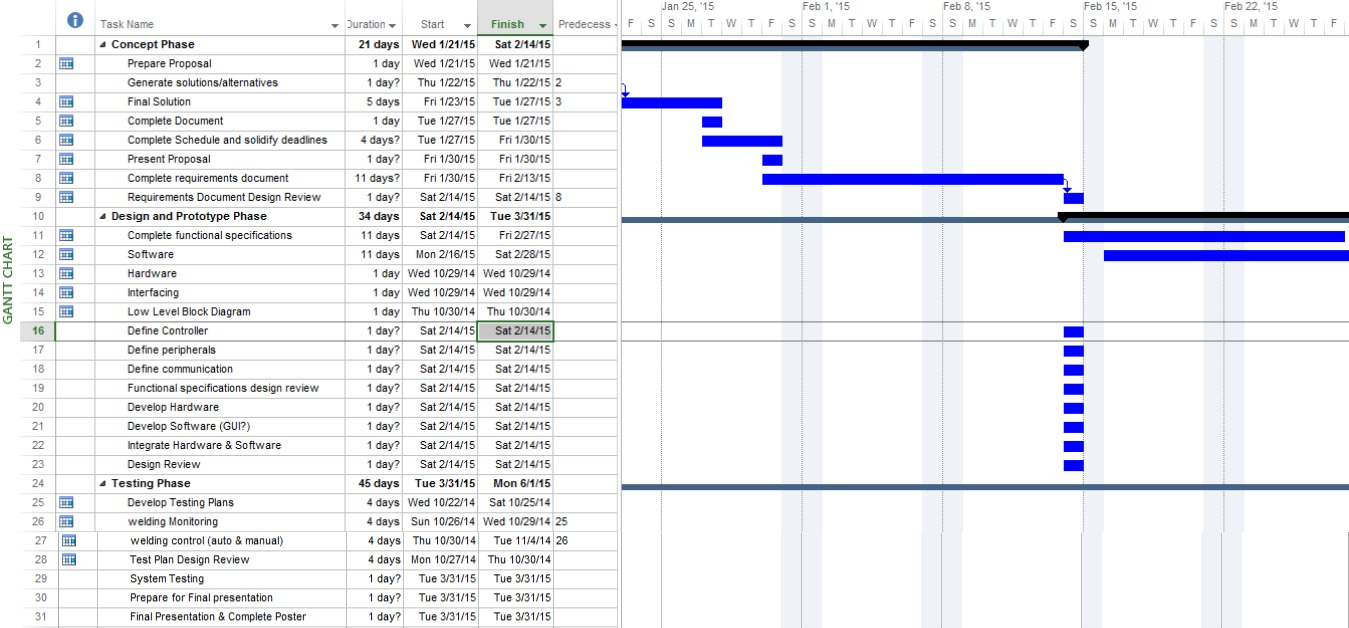 GANTT CHART
Task Name Duration Start Finish Predecess
Jan 25, '15 Feb 1, '15 Feb 8, '15 Feb 15, '15 Feb 22, '15
F S S M T W T F S S M T W T F S S M T W T F S S M T W T F S S M T W T F
1 Concept Phase 21 days Wed 1/21/15 Sat 2/14/15
2 Prepare Proposal 1 day Wed 1/21/15 Wed 1/21/15
3 Generate solutions/alternatives 1 day? Thu 1/22/15 Thu 1/22/15 2
4 Final Solution 5 days Fri 1/23/15 Tue 1/27/15 3
5 Complete Document 1 day Tue 1/27/15 Tue 1/27/15
6 Complete Schedule and solidify deadlines 4 days? Tue 1/27/15 Fri 1/30/15
7 Present Proposal 1 day? Fri 1/30/15 Fri 1/30/15
8 Complete requirements document 11 days? Fri 1/30/15 Fri 2/13/15
9 Requirements Document Design Review 1 day? Sat 2/14/15 Sat 2/14/15 8
10 Design and Prototype Phase 34 days Sat 2/14/15 Tue 3/31/15
11 Complete functional specifications 11 days Sat 2/14/15 Fri 2/27/15
12 Software 11 days Mon 2/16/15 Sat 2/28/15
13 Hardware 1 day Wed 10/29/14 Wed 10/29/14
14 Interfacing 1 day Wed 10/29/14 Wed 10/29/14
15 Low Level Block Diagram 1 day Thu 10/30/14 Thu 10/30/14
16 Define Controller 1 day? Sat 2/14/15 Sat 2/14/15
17 Define peripherals 1 day? Sat 2/14/15 Sat 2/14/15
18 Define communication 1 day? Sat 2/14/15 Sat 2/14/15
19 Functional specifications design review 1 day? Sat 2/14/15 Sat 2/14/15
20 Develop Hardware 1 day? Sat 2/14/15 Sat 2/14/15
21 Develop Software (GUI?) 1 day? Sat 2/14/15 Sat 2/14/15
22 Integrate Hardware & Software 1 day? Sat 2/14/15 Sat 2/14/15
23 Design Review 1 day? Sat 2/14/15 Sat 2/14/15
24 Testing Phase 45 days Tue 3/31/15 Mon 6/1/15
25 Develop Testing Plans 4 days Wed 10/22/14 Sat 10/25/14
26 welding Monitoring 4 days Sun 10/26/14 Wed 10/29/14 25
27 welding control (auto & manual) 4 days Thu 10/30/14 Tue 11/4/14 26
28 Test Plan Design Review 4 days Mon 10/27/14 Thu 10/30/14
29 System Testing 1 day? Tue 3/31/15 Tue 3/31/15
30 Prepare for Final presentation 1 day? Tue 3/31/15 Tue 3/31/15
31 Final Presentation & Complete Poster 1 day? Tue 3/31/15 Tue 3/31/15